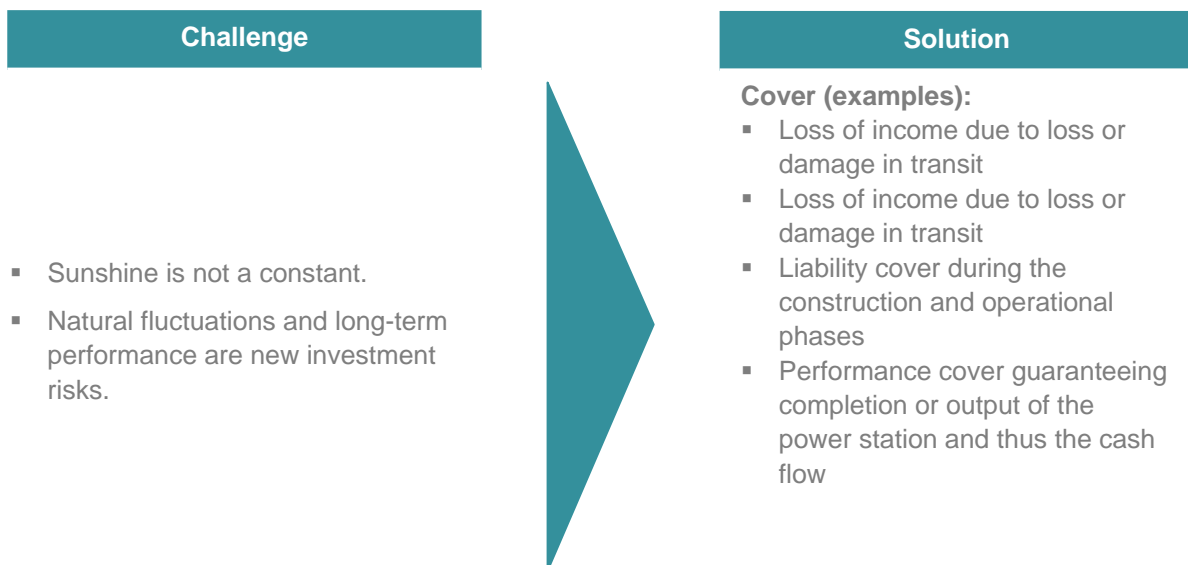 Challenge
▪ Sunshine is not a constant.
▪ Natural fluctuations and long-term
performance are new investment
risks.
Solution
Cover (examples):
▪ Loss of income due to loss or
damage in transit
▪ Loss of income due to loss or
damage in transit
▪ Liability cover during the
construction and operational
phases
▪ Performance cover guaranteeing
completion or output of the
power station and thus the cash
flow